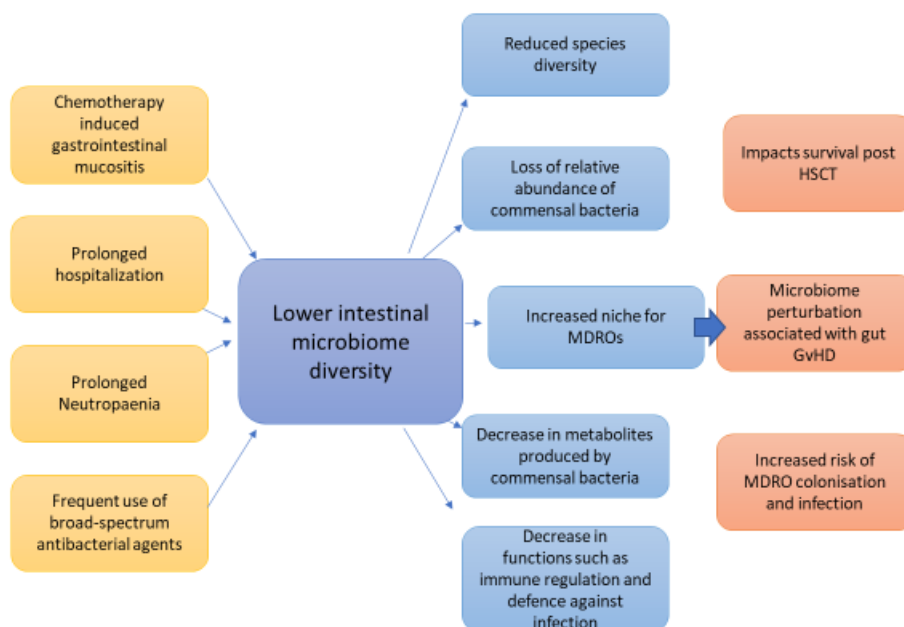 Chemotherapy
induced
gastrointestinal
mucositis
Prolonged
hospitalization
Prolonged
Neutropaenia
Frequent use of
broad-spectrum
antibacterial agents
Lower intestinal
microbiome
diversity
Reduced species
diversity
Loss of relative
abundance of
commensal bacteria
Increased niche for
MDROs
Decrease in metabolites
produced by
commensal bacteria
Decrease in
functions such as
immune regulation and
defence against
infection
Impacts survival post
HSCT
Microbiome
perturbation
associated with gut
GvHD
Increased risk of
MDRO colonisation
and infection